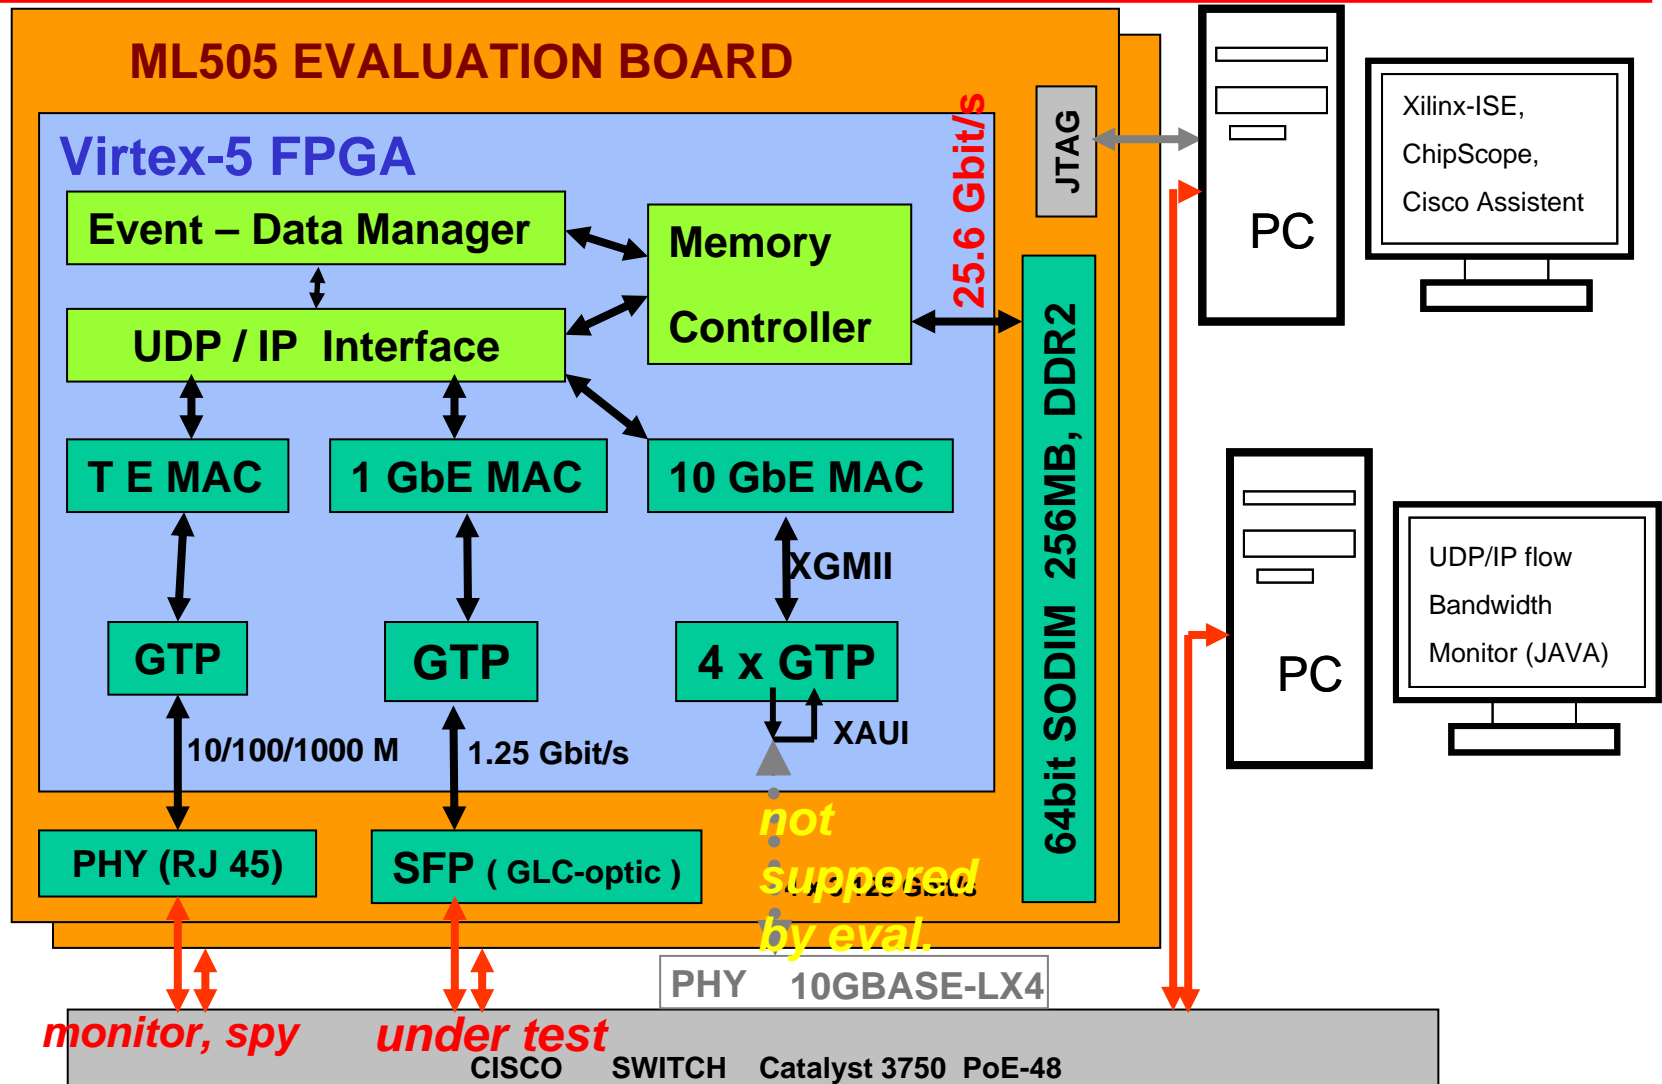 ML505 EVALUATION BOARD
Virtex-5 FPGA
25.6 Gbit/s
JTAG
Event – Data Manager
Memory
Controller
UDP / IP Interface
T E MAC
1 GbE MAC
10 GbE MAC
XGMII
GTP
GTP
4 x GTP
XAUI
10/100/1000 M
1.25 Gbit/s
64bit SODIM 256MB, DDR2
PHY (RJ 45)
SFP ( GLC-optic )
not
suppored
by eval.
4 x 3.125 Gbit/s
PHY 10GBASE-LX4
monitor, spy
under test
CISCO SWITCH Catalyst 3750 PoE-48
PC
Xilinx-ISE,
ChipScope,
Cisco Assistent
PC
UDP/IP flow
Bandwidth
Monitor (JAVA)